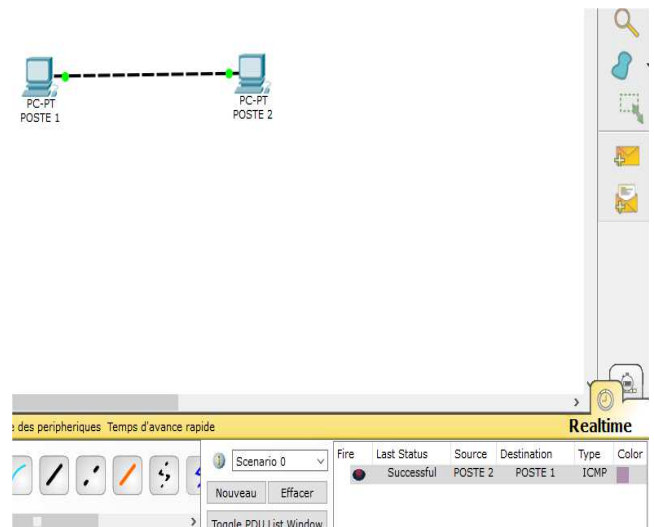 PC-PT
POSTE 1
PC-PT
POSTE 2
des peripheriques Temps d'avance rapide
Realtime
Scenario 0
Nouveau Effacer
Toggle PDU List Window
Fire Last Status Source Destination Type Color
Successful POSTE 2 POSTE 1 ICMP